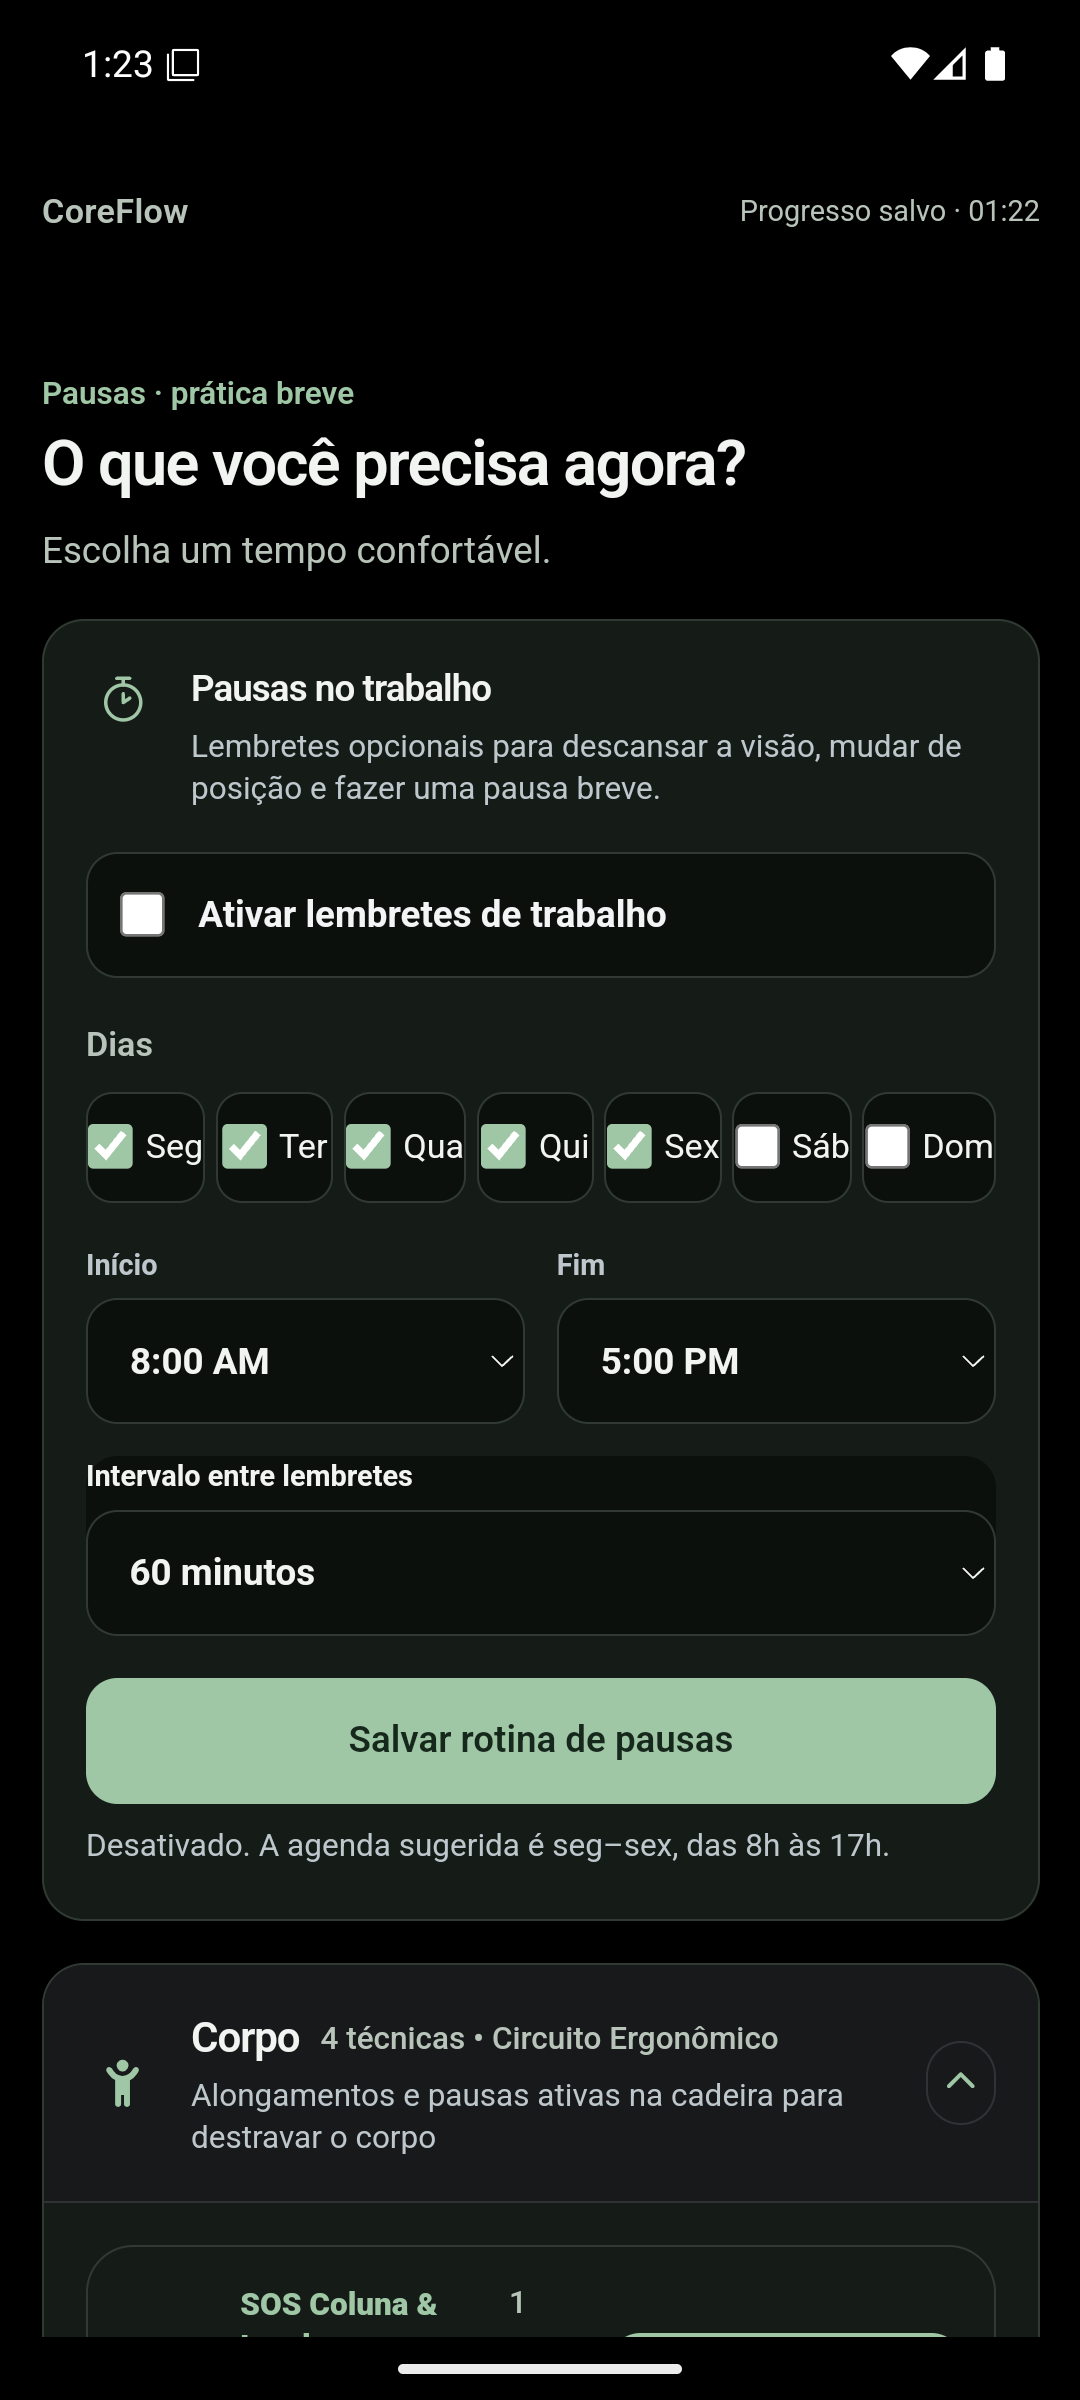 1:23
CoreFlow
Progresso salvo · 01:22
Pausas · prática breve
O que você precisa agora?
Escolha um tempo confortável.
Pausas no trabalho
Lembretes opcionais para descansar a visão, mudar de
posição e fazer uma pausa breve.
Ativar lembretes de trabalho
Dias
Seg Ter Qua Qui Sex Sáb Dom
Início Fim
8:00 AM 5:00 PM
Intervalo entre lembretes
60 minutos
Salvar rotina de pausas
Desativado. A agenda sugerida é seg–sex, das 8h às 17h.
Corpo 4 técnicas • Circuito Ergonômico
Alongamentos e pausas ativas na cadeira para
destravar o corpo
SOS Coluna & 1